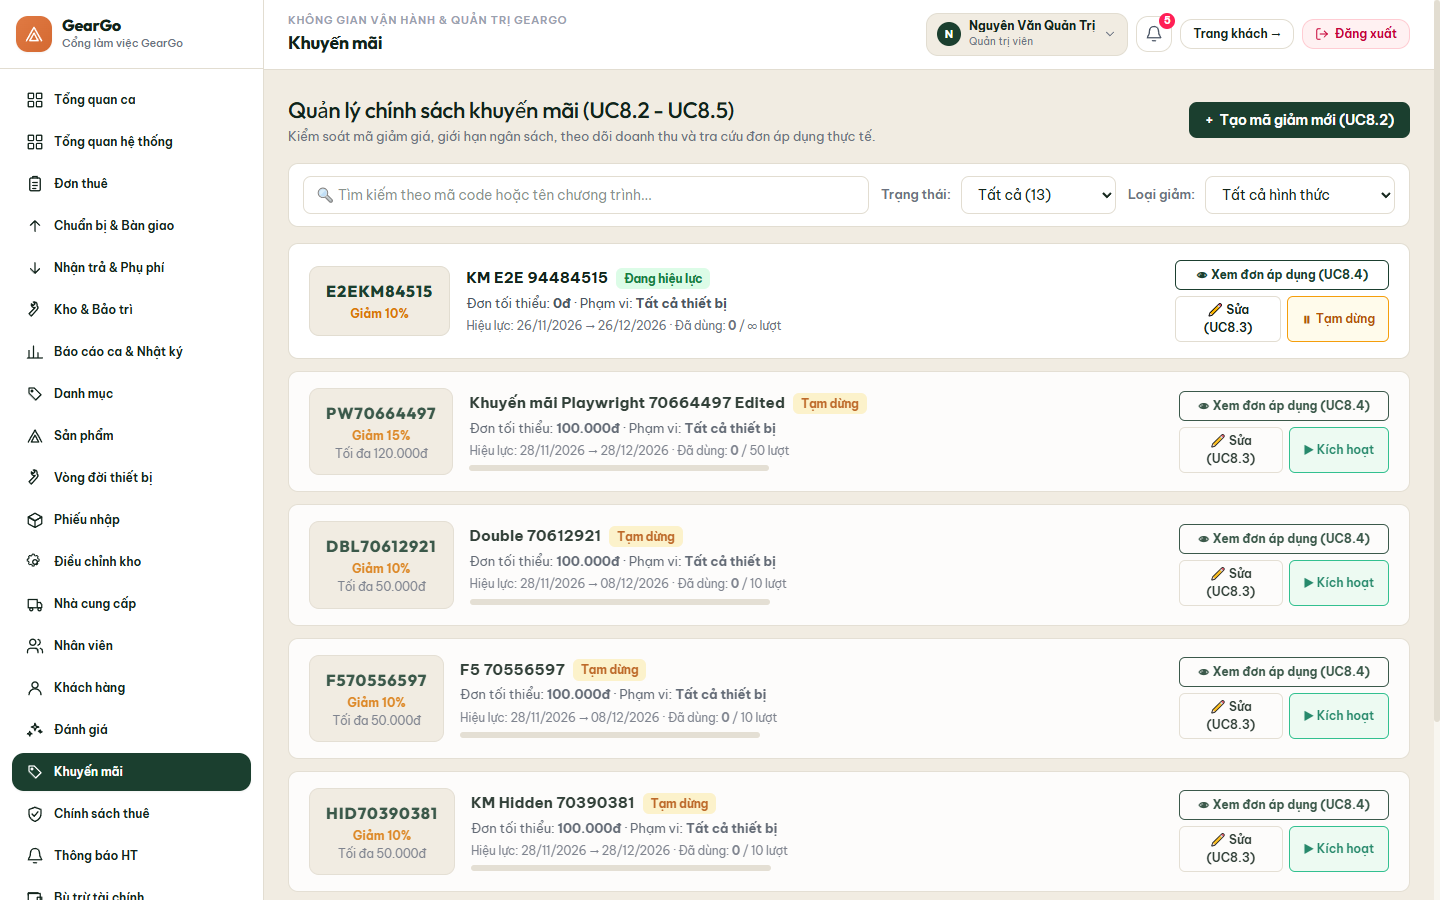 GearGo
Cổng làm việc GearGo
KHÔNG GIAN VẬN HÀNH & QUẢN TRỊ GEARGO
Khuyến mãi
N
Nguyễn Văn Quản Trị
Quản trị viên
5
Trang khách →
Đăng xuất
Tổng quan ca
Tổng quan hệ thống
Đơn thuê
Chuẩn bị & Bàn giao
Nhận trả & Phụ phí
Kho & Bảo trì
Báo cáo ca & Nhật ký
Danh mục
Sản phẩm
Vòng đời thiết bị
Phiếu nhập
Điều chỉnh kho
Nhà cung cấp
Nhân viên
Khách hàng
Đánh giá
Khuyến mãi
Chính sách thuê
Thông báo HT
Bù trừ tài chính
Quản lý chính sách khuyến mãi (UC8.2 - UC8.5)
Kiểm soát mã giảm giá, giới hạn ngân sách, theo dõi doanh thu và tra cứu đơn áp dụng thực tế.
+ Tạo mã giảm mới (UC8.2)
🔍 Tìm kiếm theo mã code hoặc tên chương trình...
Trạng thái:
Tất cả (13)
Loại giảm:
Tất cả hình thức
E2EKM84515
Giảm 10%
KM E2E 94484515
Đang hiệu lực
Đơn tối thiểu: 0đ · Phạm vi: Tất cả thiết bị
Hiệu lực: 26/11/2026 → 26/12/2026 · Đã dùng: 0 / ∞ lượt
👁 Xem đơn áp dụng (UC8.4)
✏️ Sửa
(UC8.3)
⏸ Tạm dừng
PW70664497
Giảm 15%
Tối đa 120.000đ
Khuyến mãi Playwright 70664497 Edited
Tạm dừng
Đơn tối thiểu: 100.000đ · Phạm vi: Tất cả thiết bị
Hiệu lực: 28/11/2026 → 28/12/2026 · Đã dùng: 0 / 50 lượt
👁 Xem đơn áp dụng (UC8.4)
✏️ Sửa
(UC8.3)
▶ Kích hoạt
DBL70612921
Giảm 10%
Tối đa 50.000đ
Double 70612921
Tạm dừng
Đơn tối thiểu: 100.000đ · Phạm vi: Tất cả thiết bị
Hiệu lực: 28/11/2026 → 08/12/2026 · Đã dùng: 0 / 10 lượt
👁 Xem đơn áp dụng (UC8.4)
✏️ Sửa
(UC8.3)
▶ Kích hoạt
F570556597
Giảm 10%
Tối đa 50.000đ
F5 70556597
Tạm dừng
Đơn tối thiểu: 100.000đ · Phạm vi: Tất cả thiết bị
Hiệu lực: 28/11/2026 → 08/12/2026 · Đã dùng: 0 / 10 lượt
👁 Xem đơn áp dụng (UC8.4)
✏️ Sửa
(UC8.3)
▶ Kích hoạt
HID70390381
Giảm 10%
Tối đa 50.000đ
KM Hidden 70390381
Tạm dừng
Đơn tối thiểu: 100.000đ · Phạm vi: Tất cả thiết bị
Hiệu lực: 28/11/2026 → 28/12/2026 · Đã dùng: 0 / 10 lượt
👁 Xem đơn áp dụng (UC8.4)
✏️ Sửa
(UC8.3)
▶ Kích hoạt